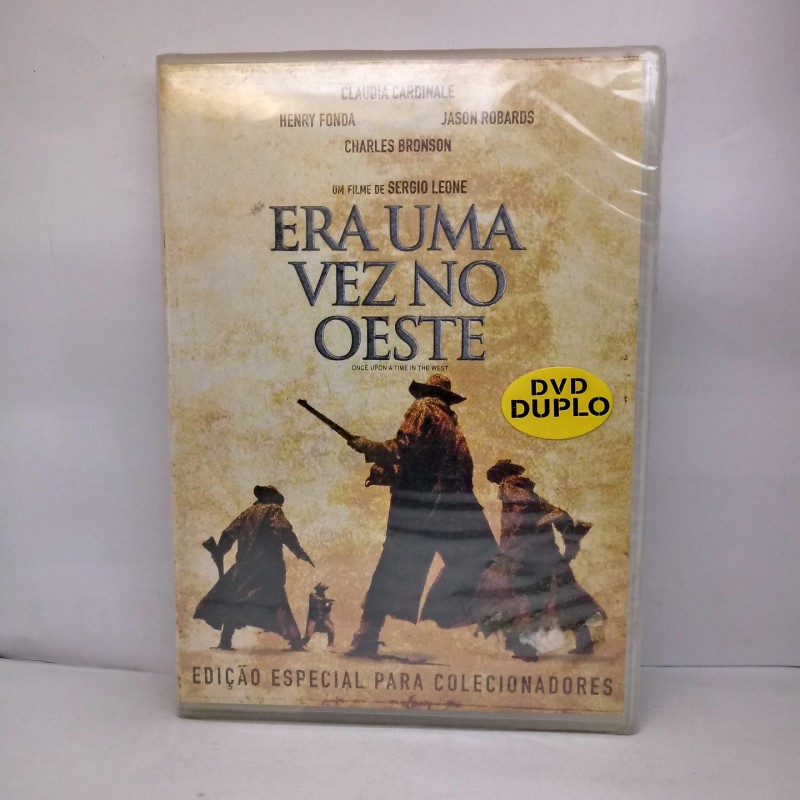 CLAUDIA CARDINALE
HENRY FONDA JASON ROBARDS
CHARLES BRONSON
UM FILME DE SERGIO LEONE
ERA UMA
VEZ NO
OESTE
ONCE UPON A TIME IN THE WEST
DVD
DUPLO
EDIÇÃO ESPECIAL PARA COLECIONADORES